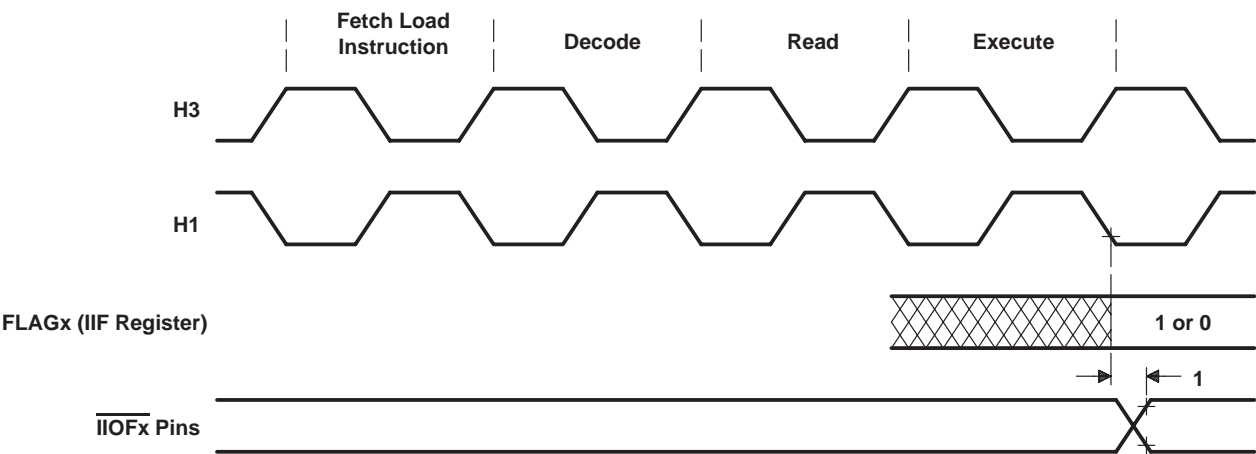 Fetch Load
Instruction
Decode
Read
Execute
H3
H1
FLAGx (IIF Register)
1 or 0
1
IIOFx Pins